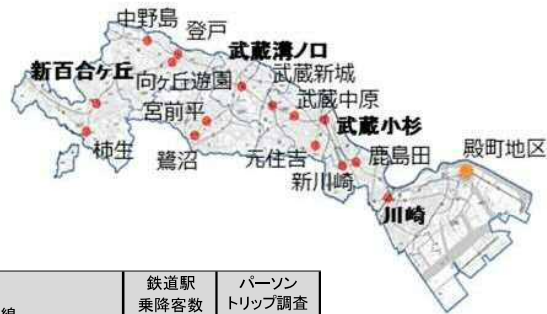 中野島
登戸
武蔵溝ノ口
新百合ヶ丘
向ヶ丘遊園
武蔵新城
宮前平
武蔵中原
武蔵小杉
柿生
鷺沼
元住吉
鹿島田
殿町地区
新川崎
川崎
鉄道駅
乗降客数
パーソン
トリップ調査
線